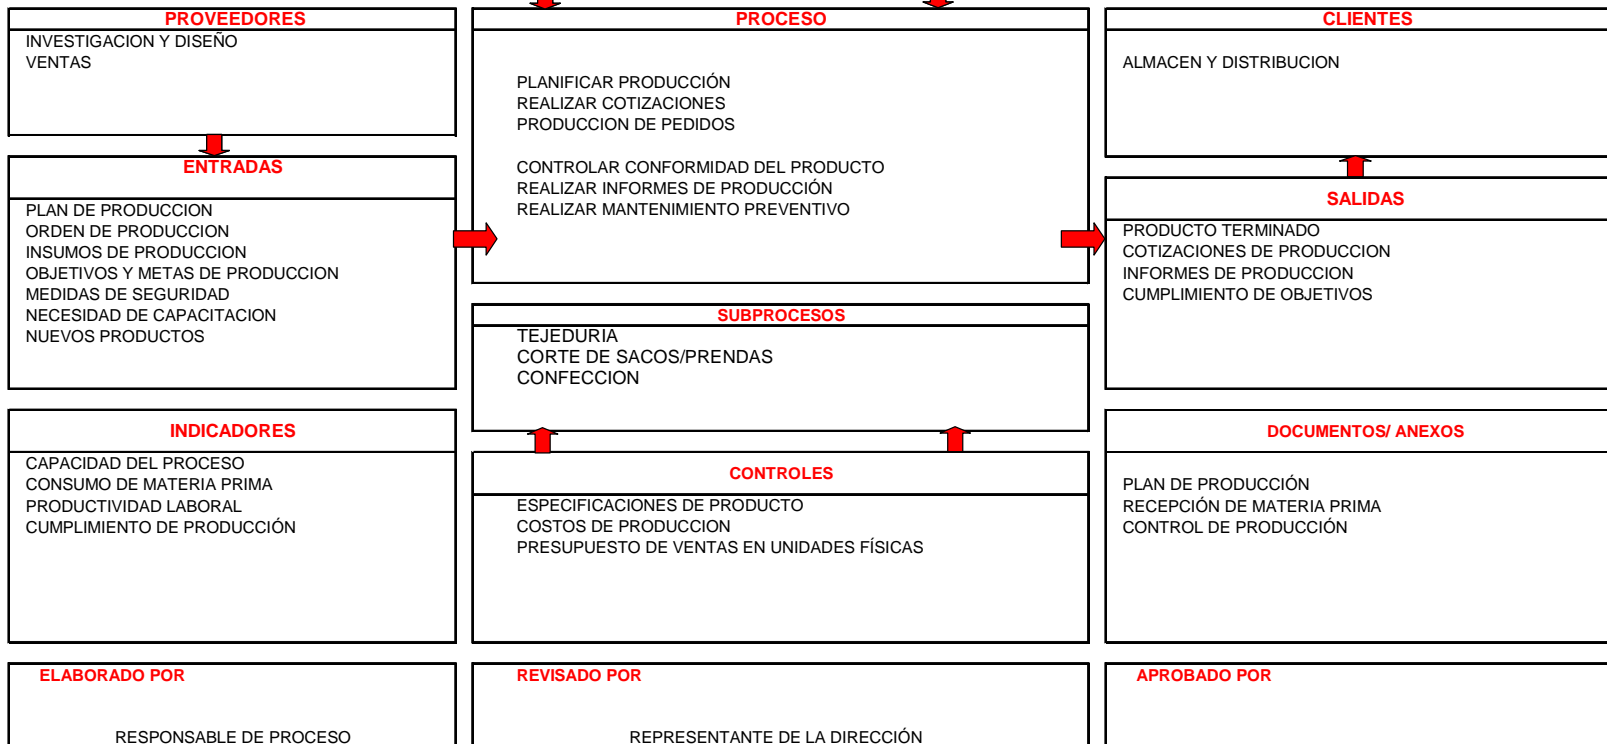 PROVEEDORES
INVESTIGACION Y DISEÑO
VENTAS
PROCESO
PLANIFICAR PRODUCCIÓN
REALIZAR COTIZACIONES
PRODUCCION DE PEDIDOS
CONTROLAR CONFORMIDAD DEL PRODUCTO
REALIZAR INFORMES DE PRODUCCIÓN
REALIZAR MANTENIMIENTO PREVENTIVO
CLIENTES
ALMACEN Y DISTRIBUCION
ENTRADAS
PLAN DE PRODUCCION
ORDEN DE PRODUCCION
INSUMOS DE PRODUCCION
OBJETIVOS Y METAS DE PRODUCCION
MEDIDAS DE SEGURIDAD
NECESIDAD DE CAPACITACION
NUEVOS PRODUCTOS
SUBPROCESOS
TEJEDURIA
CORTE DE SACOS/PRENDAS
CONFECCION
SALIDAS
PRODUCTO TERMINADO
COTIZACIONES DE PRODUCCION
INFORMES DE PRODUCCION
CUMPLIMIENTO DE OBJETIVOS
INDICADORES
CAPACIDAD DEL PROCESO
CONSUMO DE MATERIA PRIMA
PRODUCTIVIDAD LABORAL
CUMPLIMIENTO DE PRODUCCIÓN
CONTROLES
ESPECIFICACIONES DE PRODUCTO
COSTOS DE PRODUCCION
PRESUPUESTO DE VENTAS EN UNIDADES FÍSICAS
DOCUMENTOS/ ANEXOS
PLAN DE PRODUCCIÓN
RECEPCIÓN DE MATERIA PRIMA
CONTROL DE PRODUCCIÓN
ELABORADO POR
RESPONSABLE DE PROCESO
REVISADO POR
REPRESENTANTE DE LA DIRECCIÓN
APROBADO POR